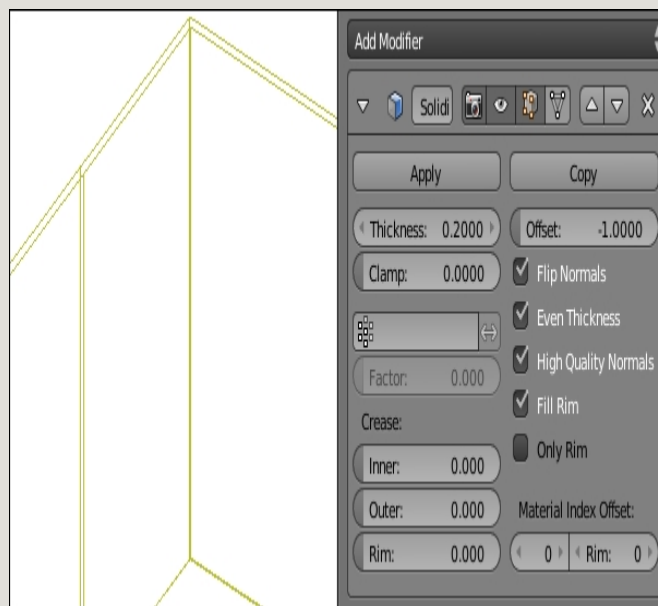 Add Modifier
Solidi
Apply Copy
Thickness: 0.2000 Offset: -1.0000
Clamp: 0.0000 Flip Normals
Even Thickness
High Quality Normals
Factor: 0.000
Fill Rim
Crease:
Only Rim
Inner: 0.000
Outer: 0.000 Material Index Offset:
Rim: 0.000 0 Rim: 0